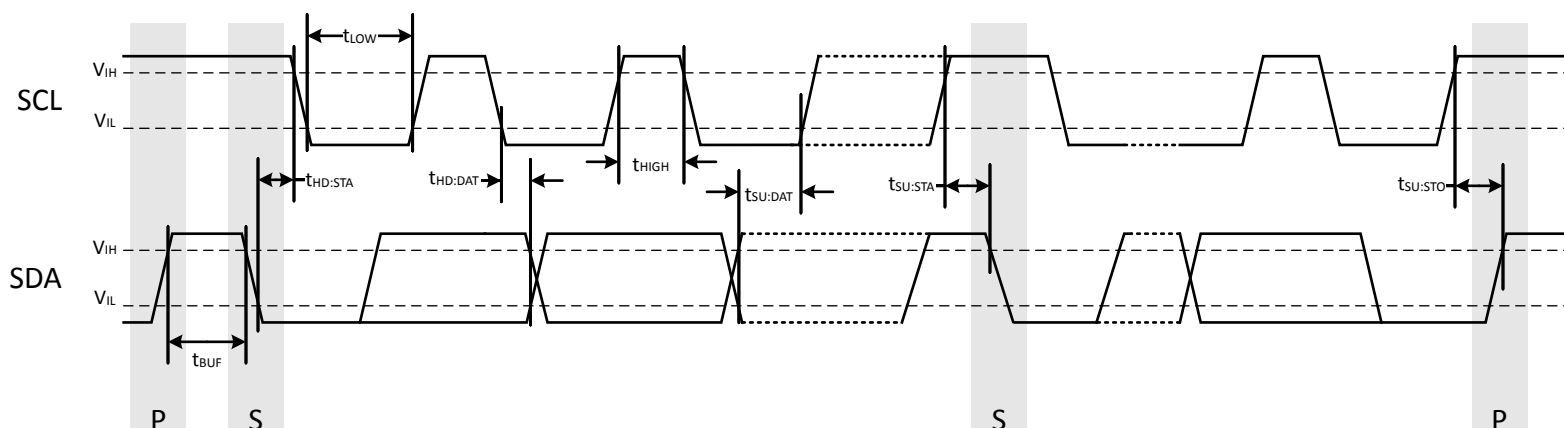 tLOW
VIH
SCL
VIL
tHD:STA
tHD:DAT
tHIGH
tSU:DAT
tSU:STA
tSU:STO
VIH
SDA
VIL
tBUF
P
S
S
P